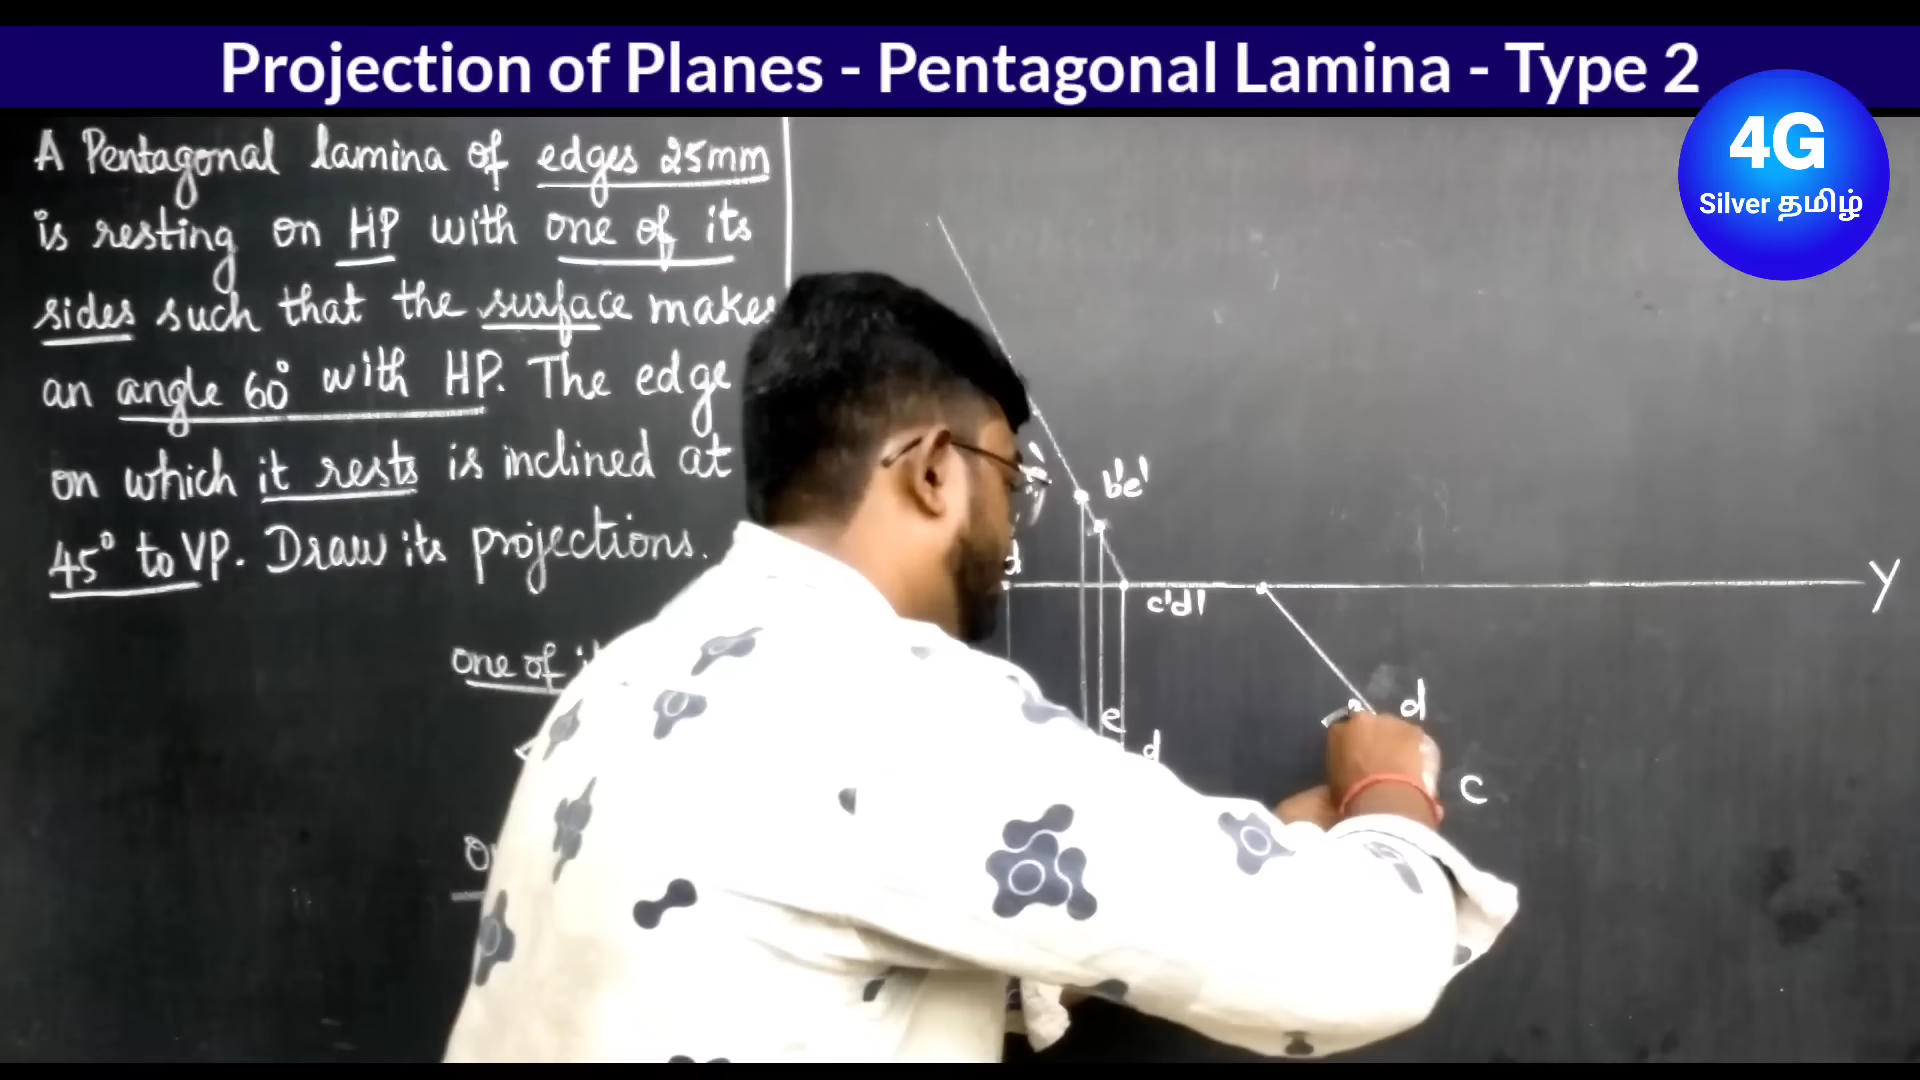 Projection of Planes - Pentagonal Lamina - Type 2
4G
Silver தமிழ்
A Pentagonal lamina of edges 25mm
is resting on HP with one of its
sides such that the surface makes
an angle 60° with HP. The edge
on which it rests is inclined at
45° to VP. Draw its projections.
one of
b'e'
c'd'
Y
e
d
d
c